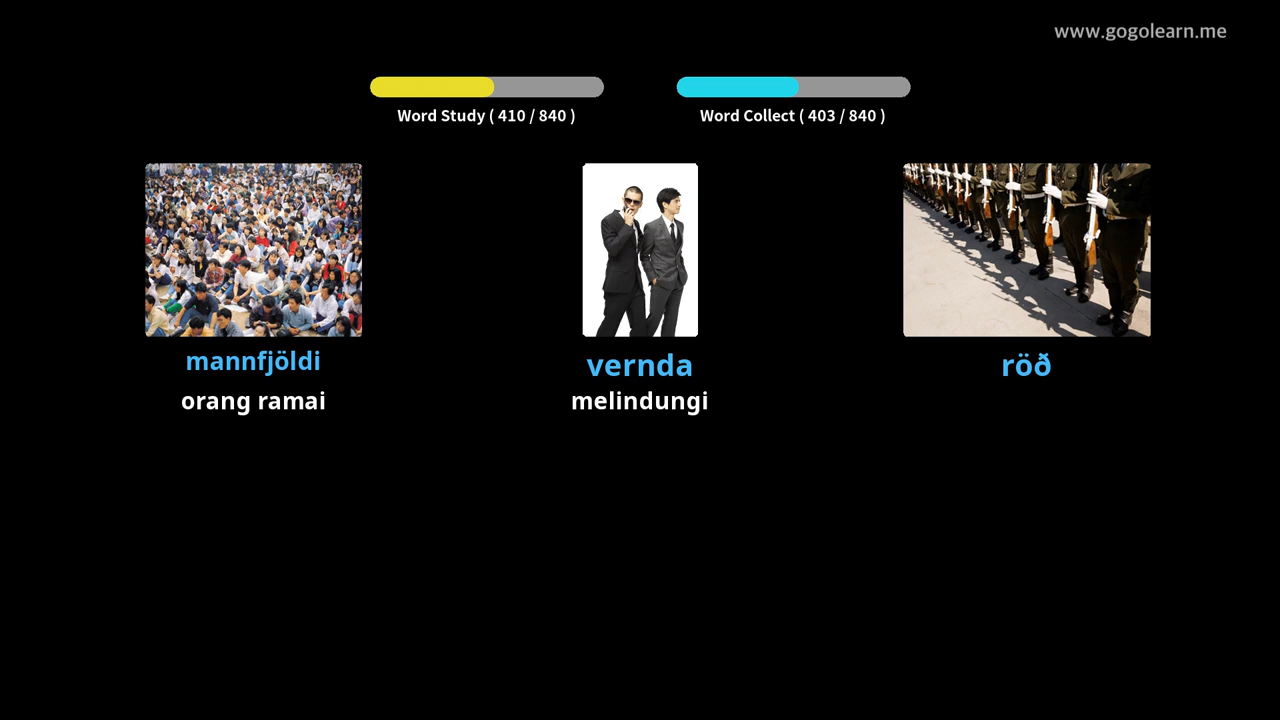 www.gogolearn.me
Word Study ( 410 / 840 )
Word Collect ( 403 / 840 )
mannfjöldi
vernda
röð
orang ramai
melindungi